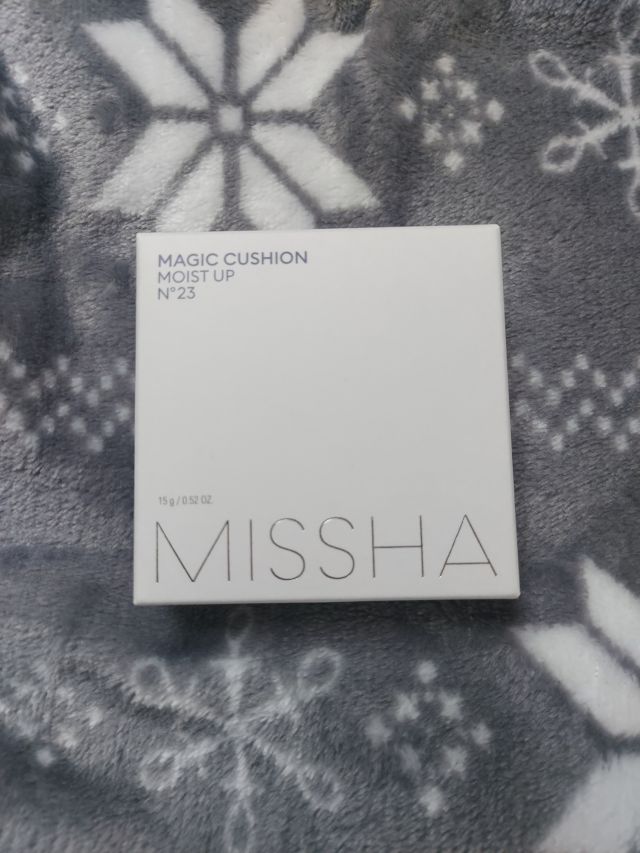 MAGIC CUSHION
MOIST UP
N°23
15 g / 0.52 OZ.
MISSHA